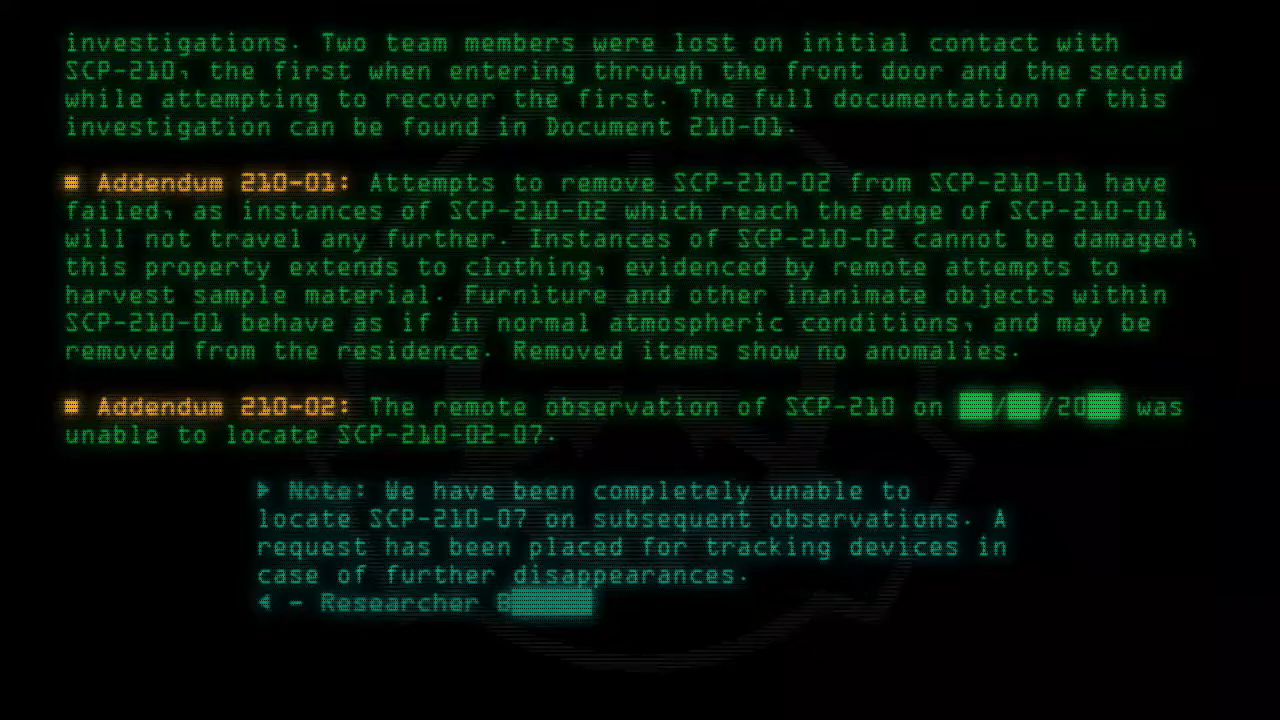 investigations. Two team members were lost on initial contact with
SCP-210, the first when entering through the front door and the second
while attempting to recover the first. The full documentation of this
investigation can be found in Document 210-01.
■ Addendum 210-01: Attempts to remove SCP-210-02 from SCP-210-01 have
failed, as instances of SCP-210-02 which reach the edge of SCP-210-01
will not travel any further. Instances of SCP-210-02 cannot be damaged;
this property extends to clothing, evidenced by remote attempts to
harvest sample material. Furniture and other inanimate objects within
SCP-210-01 behave as if in normal atmospheric conditions, and may be
removed from the residence. Removed items show no anomalies.
■ Addendum 210-02: The remote observation of SCP-210 on ██/██/20██ was
unable to locate SCP-210-02-07.
▶ Note: We have been completely unable to
locate SCP-210-07 on subsequent observations. A
request has been placed for tracking devices in
case of further disappearances.
◀ - Researcher B█████